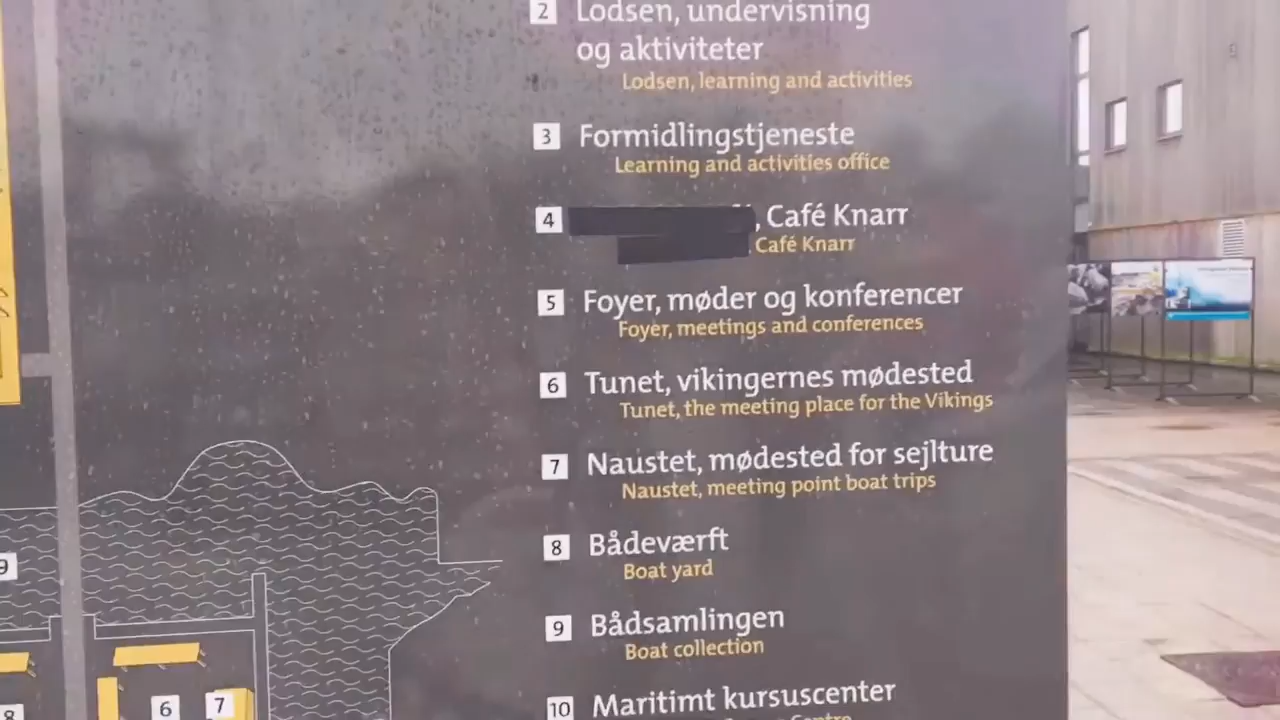 2 Lodsen, undervisning
og aktiviteter
Lodsen, learning and activities
3 Formidlingstjeneste
Learning and activities office
4 , Café Knarr
Café Knarr
5 Foyer, møder og konferencer
Foyer, meetings and conferences
6 Tunet, vikingernes mødested
Tunet, the meeting place for the Vikings
7 Naustet, mødested for sejlture
Naustet, meeting point boat trips
8 Bådeværft
Boat yard
9 Bådsamlingen
Boat collection
10 Maritimt kursuscenter
9
8 6 7